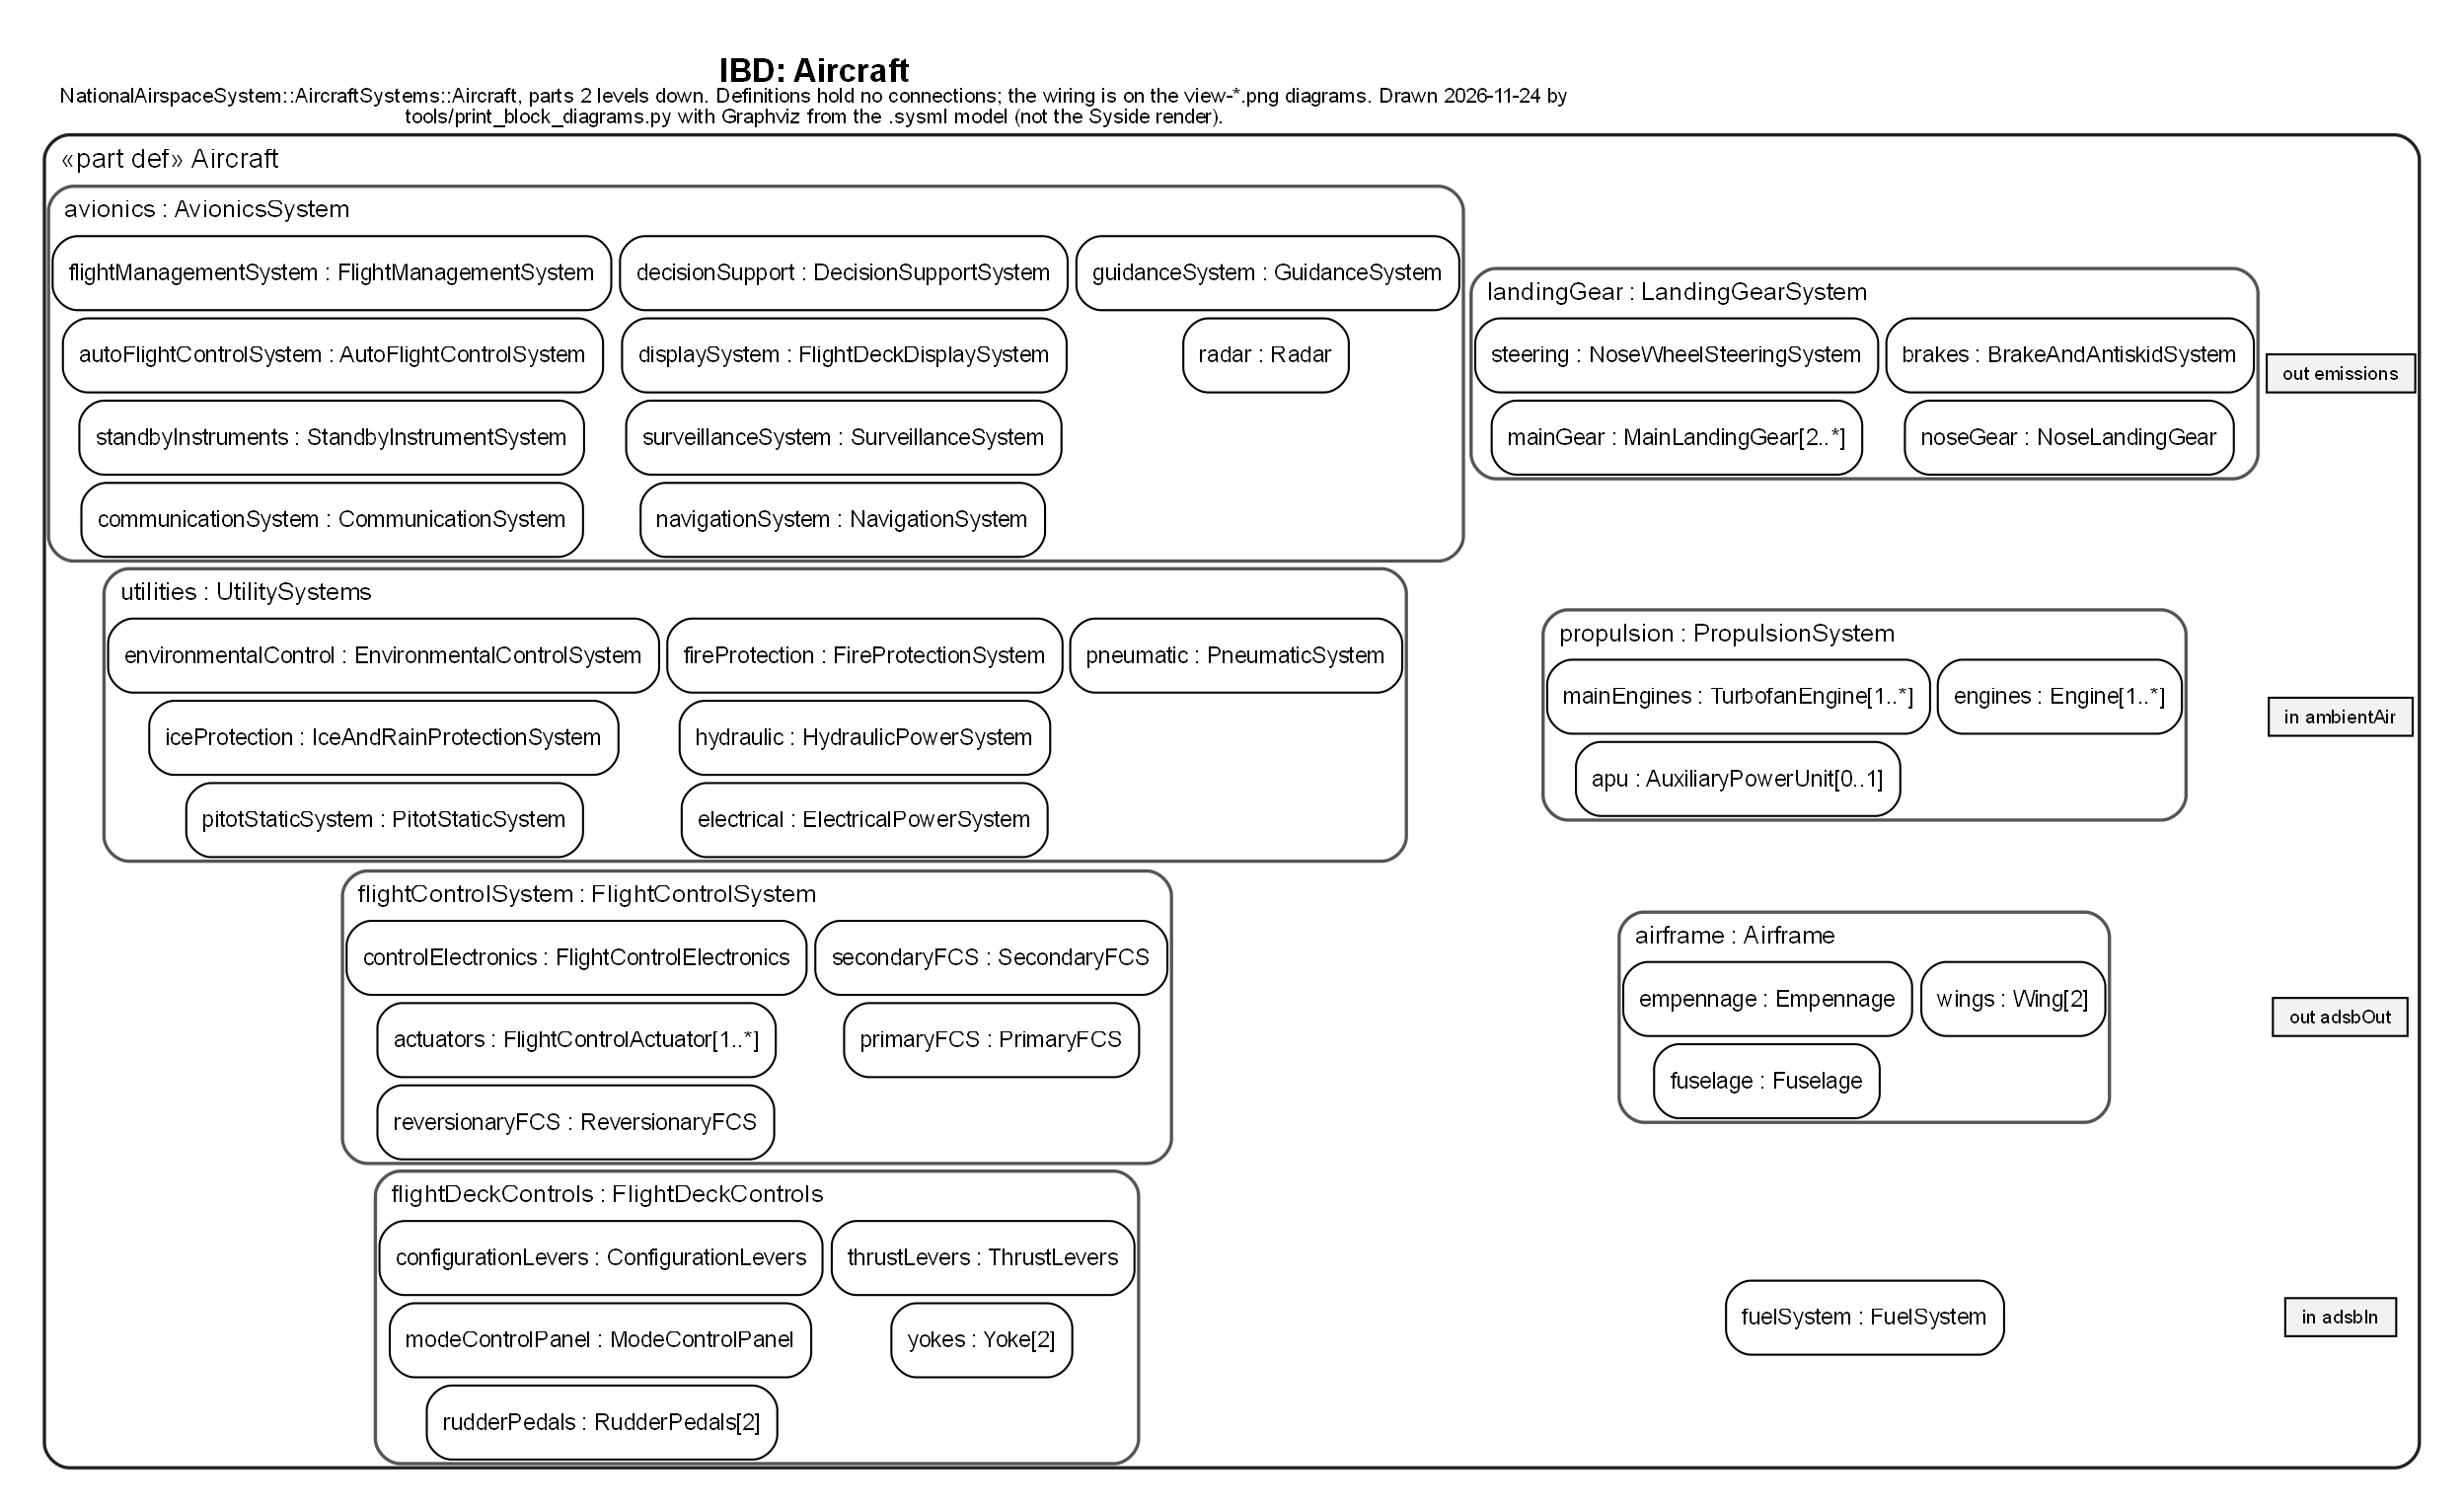 IBD: Aircraft
NationalAirspaceSystem::AircraftSystems::Aircraft, parts 2 levels down. Definitions hold no connections; the wiring is on the view-*.png diagrams. Drawn 2026-11-24 by
tools/print_block_diagrams.py with Graphviz from the .sysml model (not the Syside render).
«part def» Aircraft
avionics : AvionicsSystem
flightManagementSystem : FlightManagementSystem
decisionSupport : DecisionSupportSystem
guidanceSystem : GuidanceSystem
autoFlightControlSystem : AutoFlightControlSystem
displaySystem : FlightDeckDisplaySystem
radar : Radar
standbyInstruments : StandbyInstrumentSystem
surveillanceSystem : SurveillanceSystem
communicationSystem : CommunicationSystem
navigationSystem : NavigationSystem
landingGear : LandingGearSystem
steering : NoseWheelSteeringSystem
brakes : BrakeAndAntiskidSystem
mainGear : MainLandingGear[2..*]
noseGear : NoseLandingGear
out emissions
utilities : UtilitySystems
environmentalControl : EnvironmentalControlSystem
fireProtection : FireProtectionSystem
pneumatic : PneumaticSystem
iceProtection : IceAndRainProtectionSystem
hydraulic : HydraulicPowerSystem
pitotStaticSystem : PitotStaticSystem
electrical : ElectricalPowerSystem
propulsion : PropulsionSystem
mainEngines : TurbofanEngine[1..*]
engines : Engine[1..*]
apu : AuxiliaryPowerUnit[0..1]
in ambientAir
flightControlSystem : FlightControlSystem
controlElectronics : FlightControlElectronics
secondaryFCS : SecondaryFCS
actuators : FlightControlActuator[1..*]
primaryFCS : PrimaryFCS
reversionaryFCS : ReversionaryFCS
airframe : Airframe
empennage : Empennage
wings : Wing[2]
fuselage : Fuselage
out adsbOut
flightDeckControls : FlightDeckControls
configurationLevers : ConfigurationLevers
thrustLevers : ThrustLevers
modeControlPanel : ModeControlPanel
yokes : Yoke[2]
rudderPedals : RudderPedals[2]
fuelSystem : FuelSystem
in adsbIn